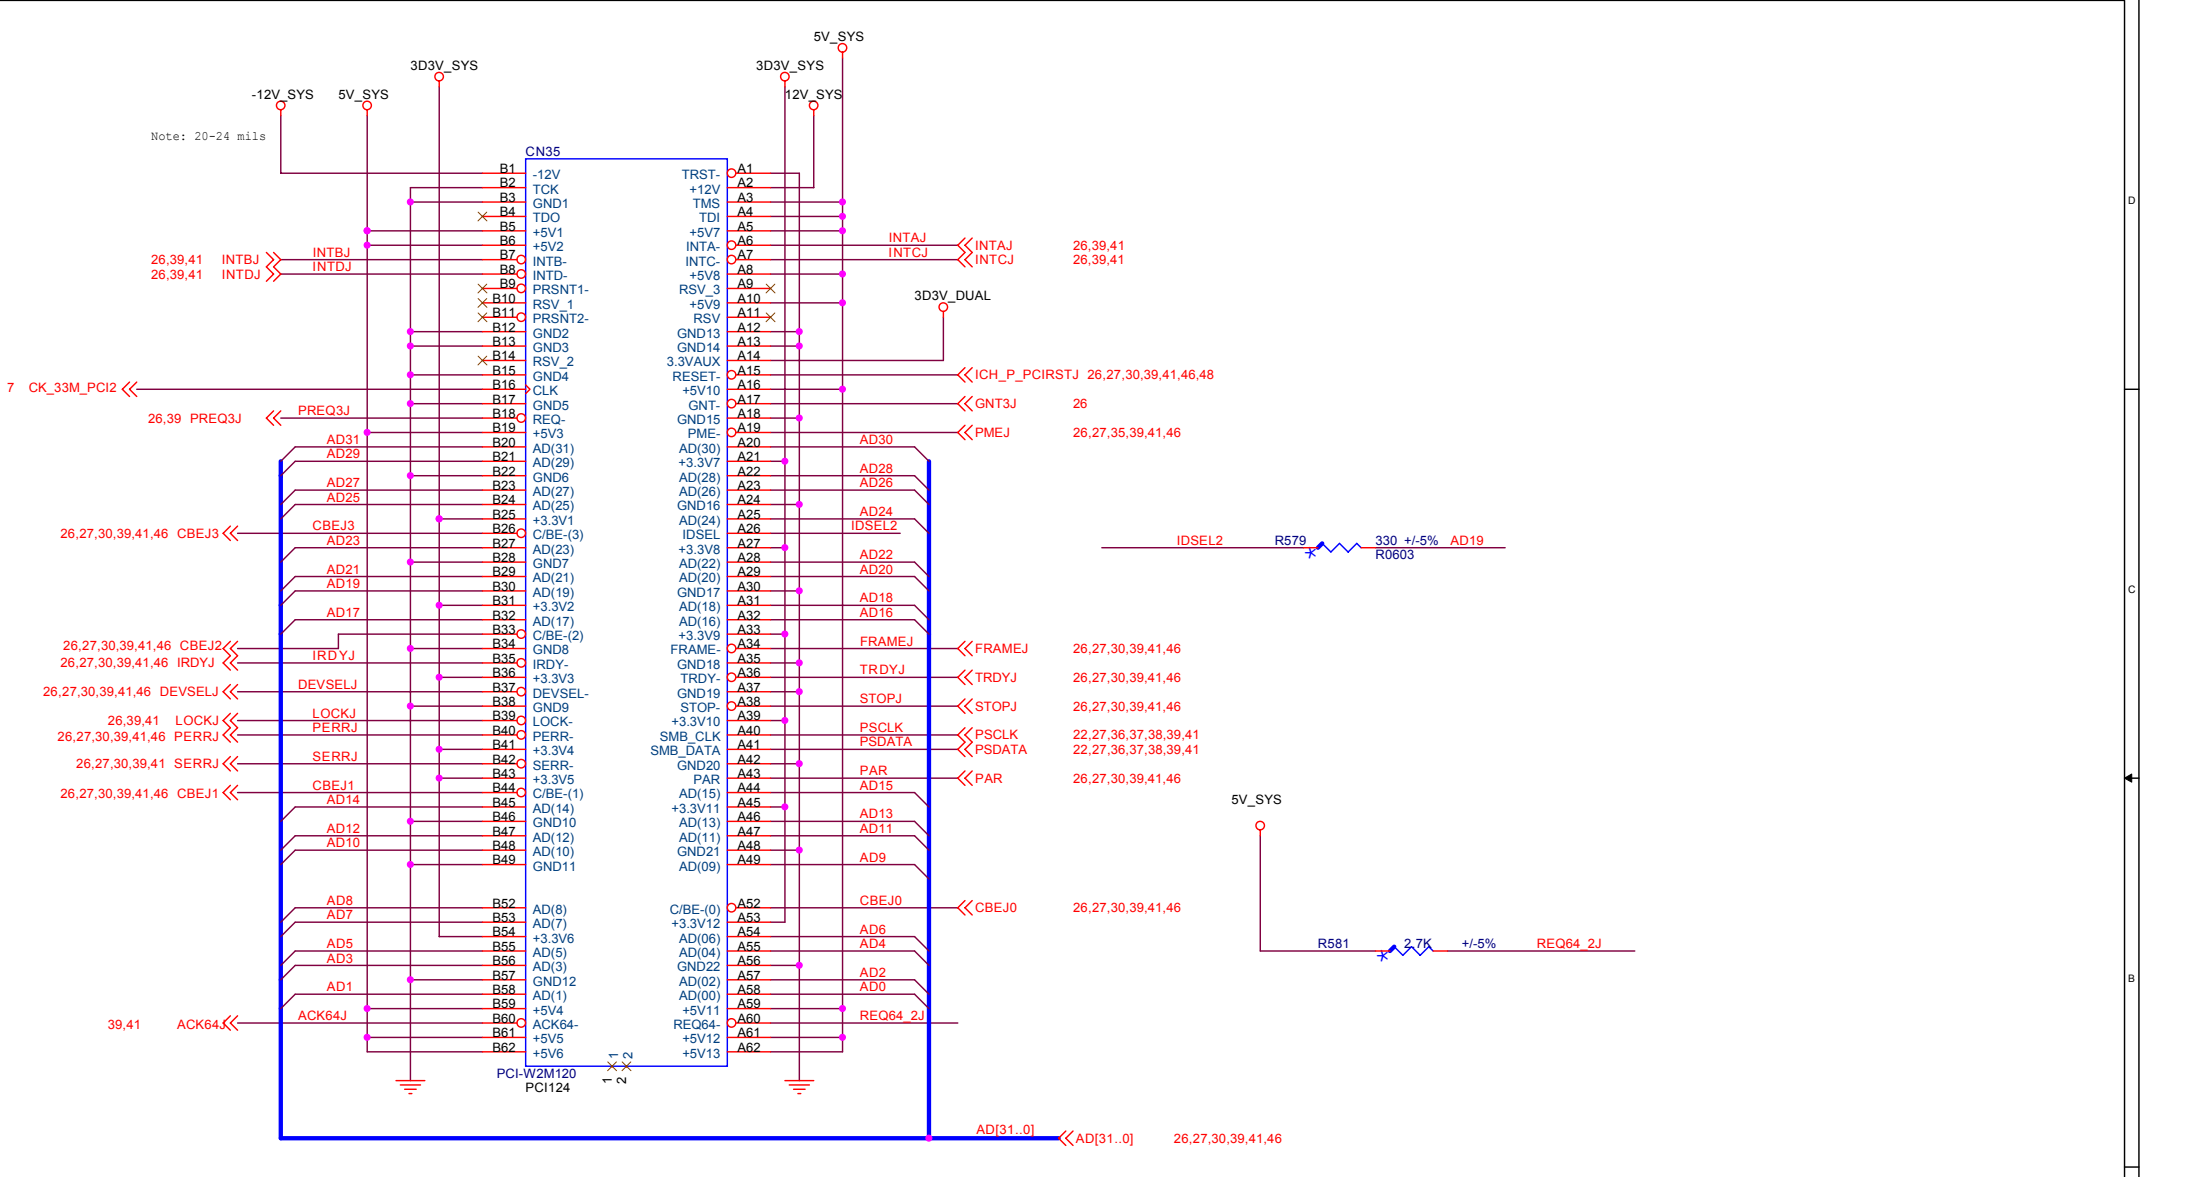 5V_SYS
3D3V_SYS 3D3V_SYS
-12V_SYS 5V_SYS 12V_SYS
Note: 20-24 mils
CN35
B1 -12V TRST- A1
B2 TCK +12V A2
B3 GND1 TMS A3
B4 TDO TDI A4
B5 +5V1 +5V7 A5
B6 +5V2 INTA- A6 INTAJ INTAJ 26,39,41
26,39,41 INTBJ INTBJ B7 INTB- INTC- A7 INTCJ INTCJ 26,39,41
26,39,41 INTDJ INTDJ B8 INTD- +5V8 A8
B9 PRSNT1- RSV_3 A9
B10 RSV_1 +5V9 A10 3D3V_DUAL
B11 PRSNT2- RSV A11
B12 GND2 GND13 A12
B13 GND3 GND14 A13
B14 RSV_2 3.3VAUX A14
B15 GND4 RESET- A15 ICH_P_PCIRSTJ 26,27,30,39,41,46,48
7 CK_33M_PCI2 B16 CLK +5V10 A16
B17 GND5 GNT- A17 GNT3J 26
26,39 PREQ3J PREQ3J B18 REQ- GND15 A18
B19 +5V3 PME- A19 PMEJ 26,27,35,39,41,46
AD31 B20 AD(31) AD(30) A20 AD30
AD29 B21 AD(29) +3.3V7 A21
B22 GND6 AD(28) A22 AD28
AD27 B23 AD(27) AD(26) A23 AD26
AD25 B24 AD(25) GND16 A24
B25 +3.3V1 AD(24) A25 AD24
26,27,30,39,41,46 CBEJ3 CBEJ3 B26 C/BE-(3) IDSEL A26 IDSEL2
AD23 B27 AD(23) +3.3V8 A27 IDSEL2 R579 330 +/-5% AD19
R0603
B28 GND7 AD(22) A28 AD22
AD21 B29 AD(21) AD(20) A29 AD20
AD19 B30 AD(19) GND17 A30
B31 +3.3V2 AD(18) A31 AD18
AD17 B32 AD(17) AD(16) A32 AD16
26,27,30,39,41,46 CBEJ2 B33 C/BE-(2) +3.3V9 A33
B34 GND8 FRAME- A34 FRAMEJ FRAMEJ 26,27,30,39,41,46
26,27,30,39,41,46 IRDYJ IRDYJ B35 IRDY- GND18 A35
B36 +3.3V3 TRDY- A36 TRDYJ TRDYJ 26,27,30,39,41,46
26,27,30,39,41,46 DEVSELJ DEVSELJ B37 DEVSEL- GND19 A37
B38 GND9 STOP- A38 STOPJ STOPJ 26,27,30,39,41,46
26,39,41 LOCKJ LOCKJ B39 LOCK- +3.3V10 A39
26,27,30,39,41,46 PERRJ PERRJ B40 PERR- SMB_CLK A40 PSCLK PSCLK 22,27,36,37,38,39,41
B41 +3.3V4 SMB_DATA A41 PSDATA PSDATA 22,27,36,37,38,39,41
26,27,30,39,41 SERRJ SERRJ B42 SERR- GND20 A42
B43 +3.3V5 PAR A43 PAR PAR 26,27,30,39,41,46
26,27,30,39,41,46 CBEJ1 CBEJ1 B44 C/BE-(1) AD(15) A44 AD15
AD14 B45 AD(14) +3.3V11 A45 5V_SYS
B46 GND10 AD(13) A46 AD13
AD12 B47 AD(12) AD(11) A47 AD11
AD10 B48 AD(10) GND21 A48
B49 GND11 AD(09) A49 AD9
AD8 B52 AD(8) C/BE-(0) A52 CBEJ0 CBEJ0 26,27,30,39,41,46
AD7 B53 AD(7) +3.3V12 A53
B54 +3.3V6 AD(06) A54 AD6
AD5 B55 AD(5) AD(04) A55 AD4 R581 2.7K +/-5% REQ64_2J
AD3 B56 AD(3) GND22 A56
B57 GND12 AD(02) A57 AD2
AD1 B58 AD(1) AD(00) A58 AD0
B59 +5V4 +5V11 A59
39,41 ACK64J ACK64J B60 ACK64- REQ64- A60 REQ64_2J
B61 +5V5 +5V12 A61
B62 +5V6 +5V13 A62
1 2
PCI-W2M120 1 2
PCI124
AD[31..0] AD[31..0] 26,27,30,39,41,46
D
C
B